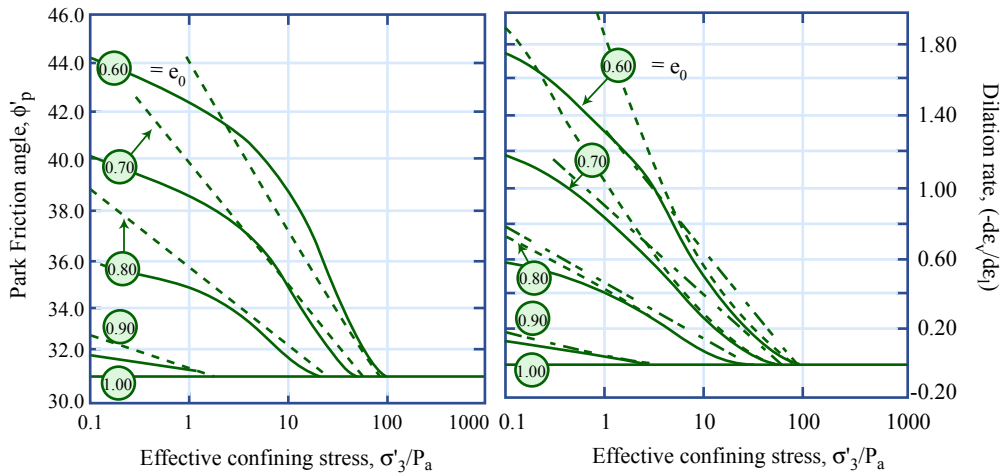 46.0
44.0
42.0
40.0
38.0
36.0
34.0
32.0
30.0
Park Friction angle, ϕ'p
0.60 = e0
0.70
0.80
0.90
1.00
0.1 1 10 100 1000
Effective confining stress, σ'3/Pa
0.60 = e0
0.70
0.80
0.90
1.00
1.80
1.40
1.00
0.60
0.20
-0.20
Dilation rate, (-dεv/dε1)
0.1 1 10 100 1000
Effective confining stress, σ'3/Pa